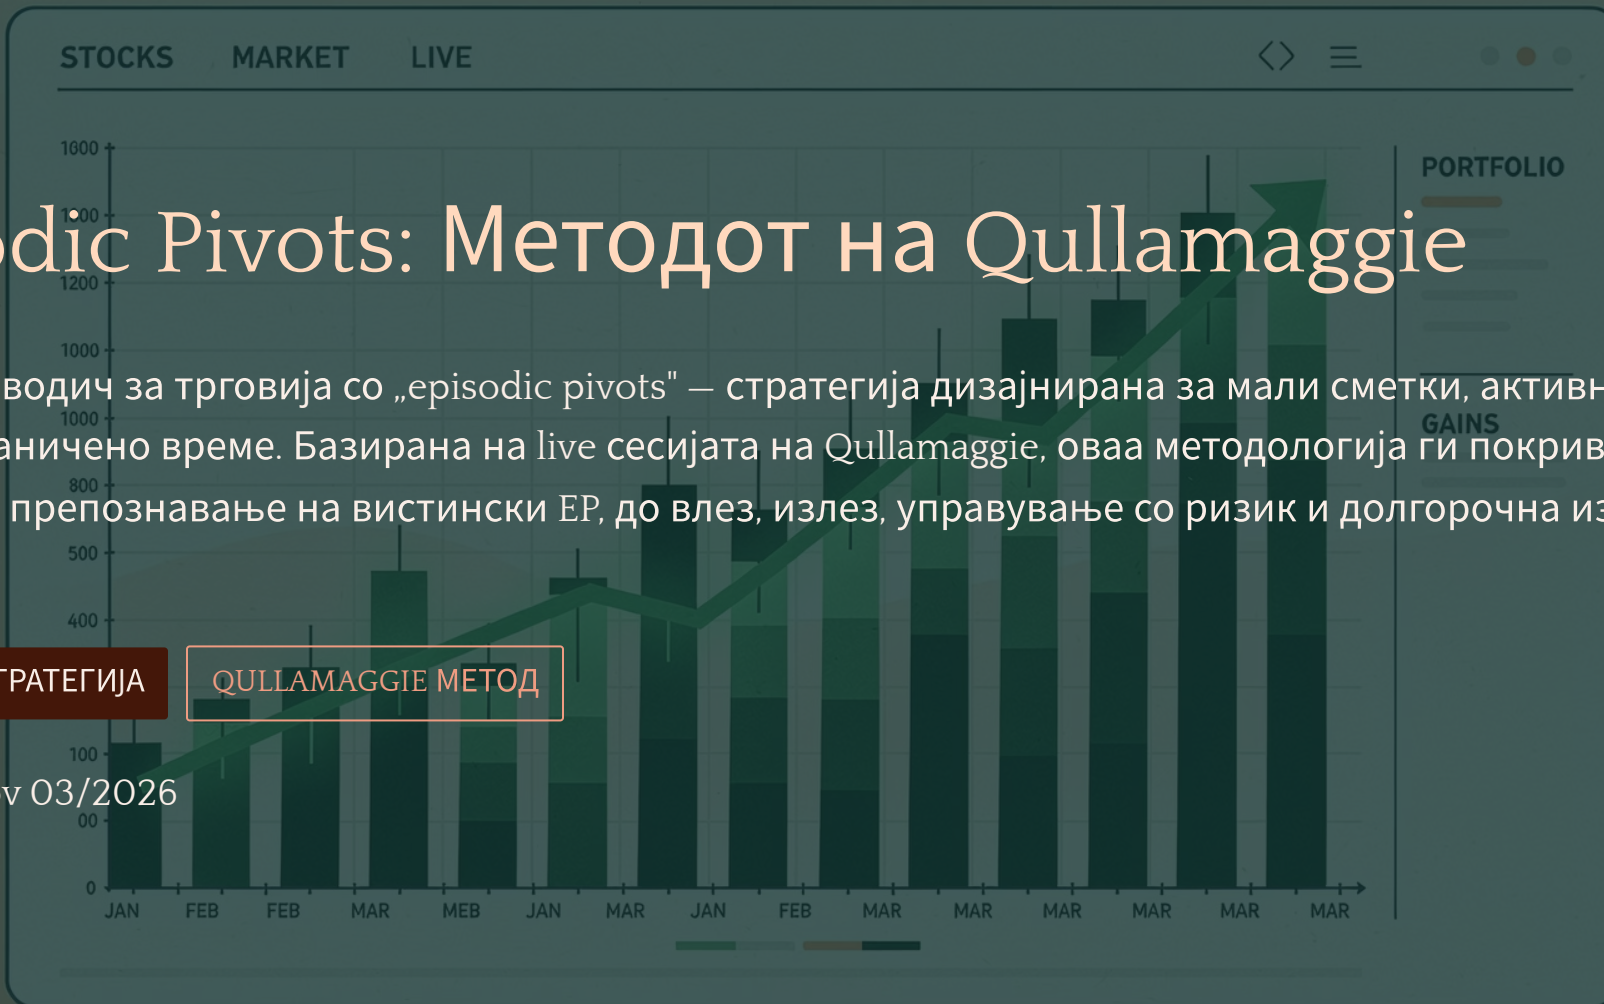 STOCKS MARKET LIVE
PORTFOLIO
1600
1200
1000
odic Pivots: Методот на Qullamaggie
водич за трговија со „episodic pivots" – стратегија дизајнирана за мали сметки, активн
1000
GAINS
аничено време. Базирана на live сесијата на Qullamaggie, оваа методологија ги покрив
800
препознавање на вистински EP, до влез, излез, управување со ризик и долгорочна из
500
400
ТРАТЕГИЈА
QULLAMAGGIE МЕТОД
100
v 03/2026
00
0
JAN FEB FEB MAR MEB JAN MAR JAN FEB MAR MAR MAR MAR MAR MAR